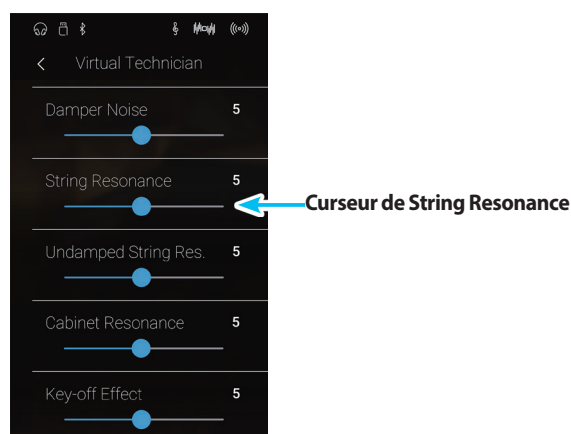 Virtual Technician
Damper Noise 5
String Resonance 5
Curseur de String Resonance
Undamped String Res. 5
Cabinet Resonance 5
Key-off Effect 5